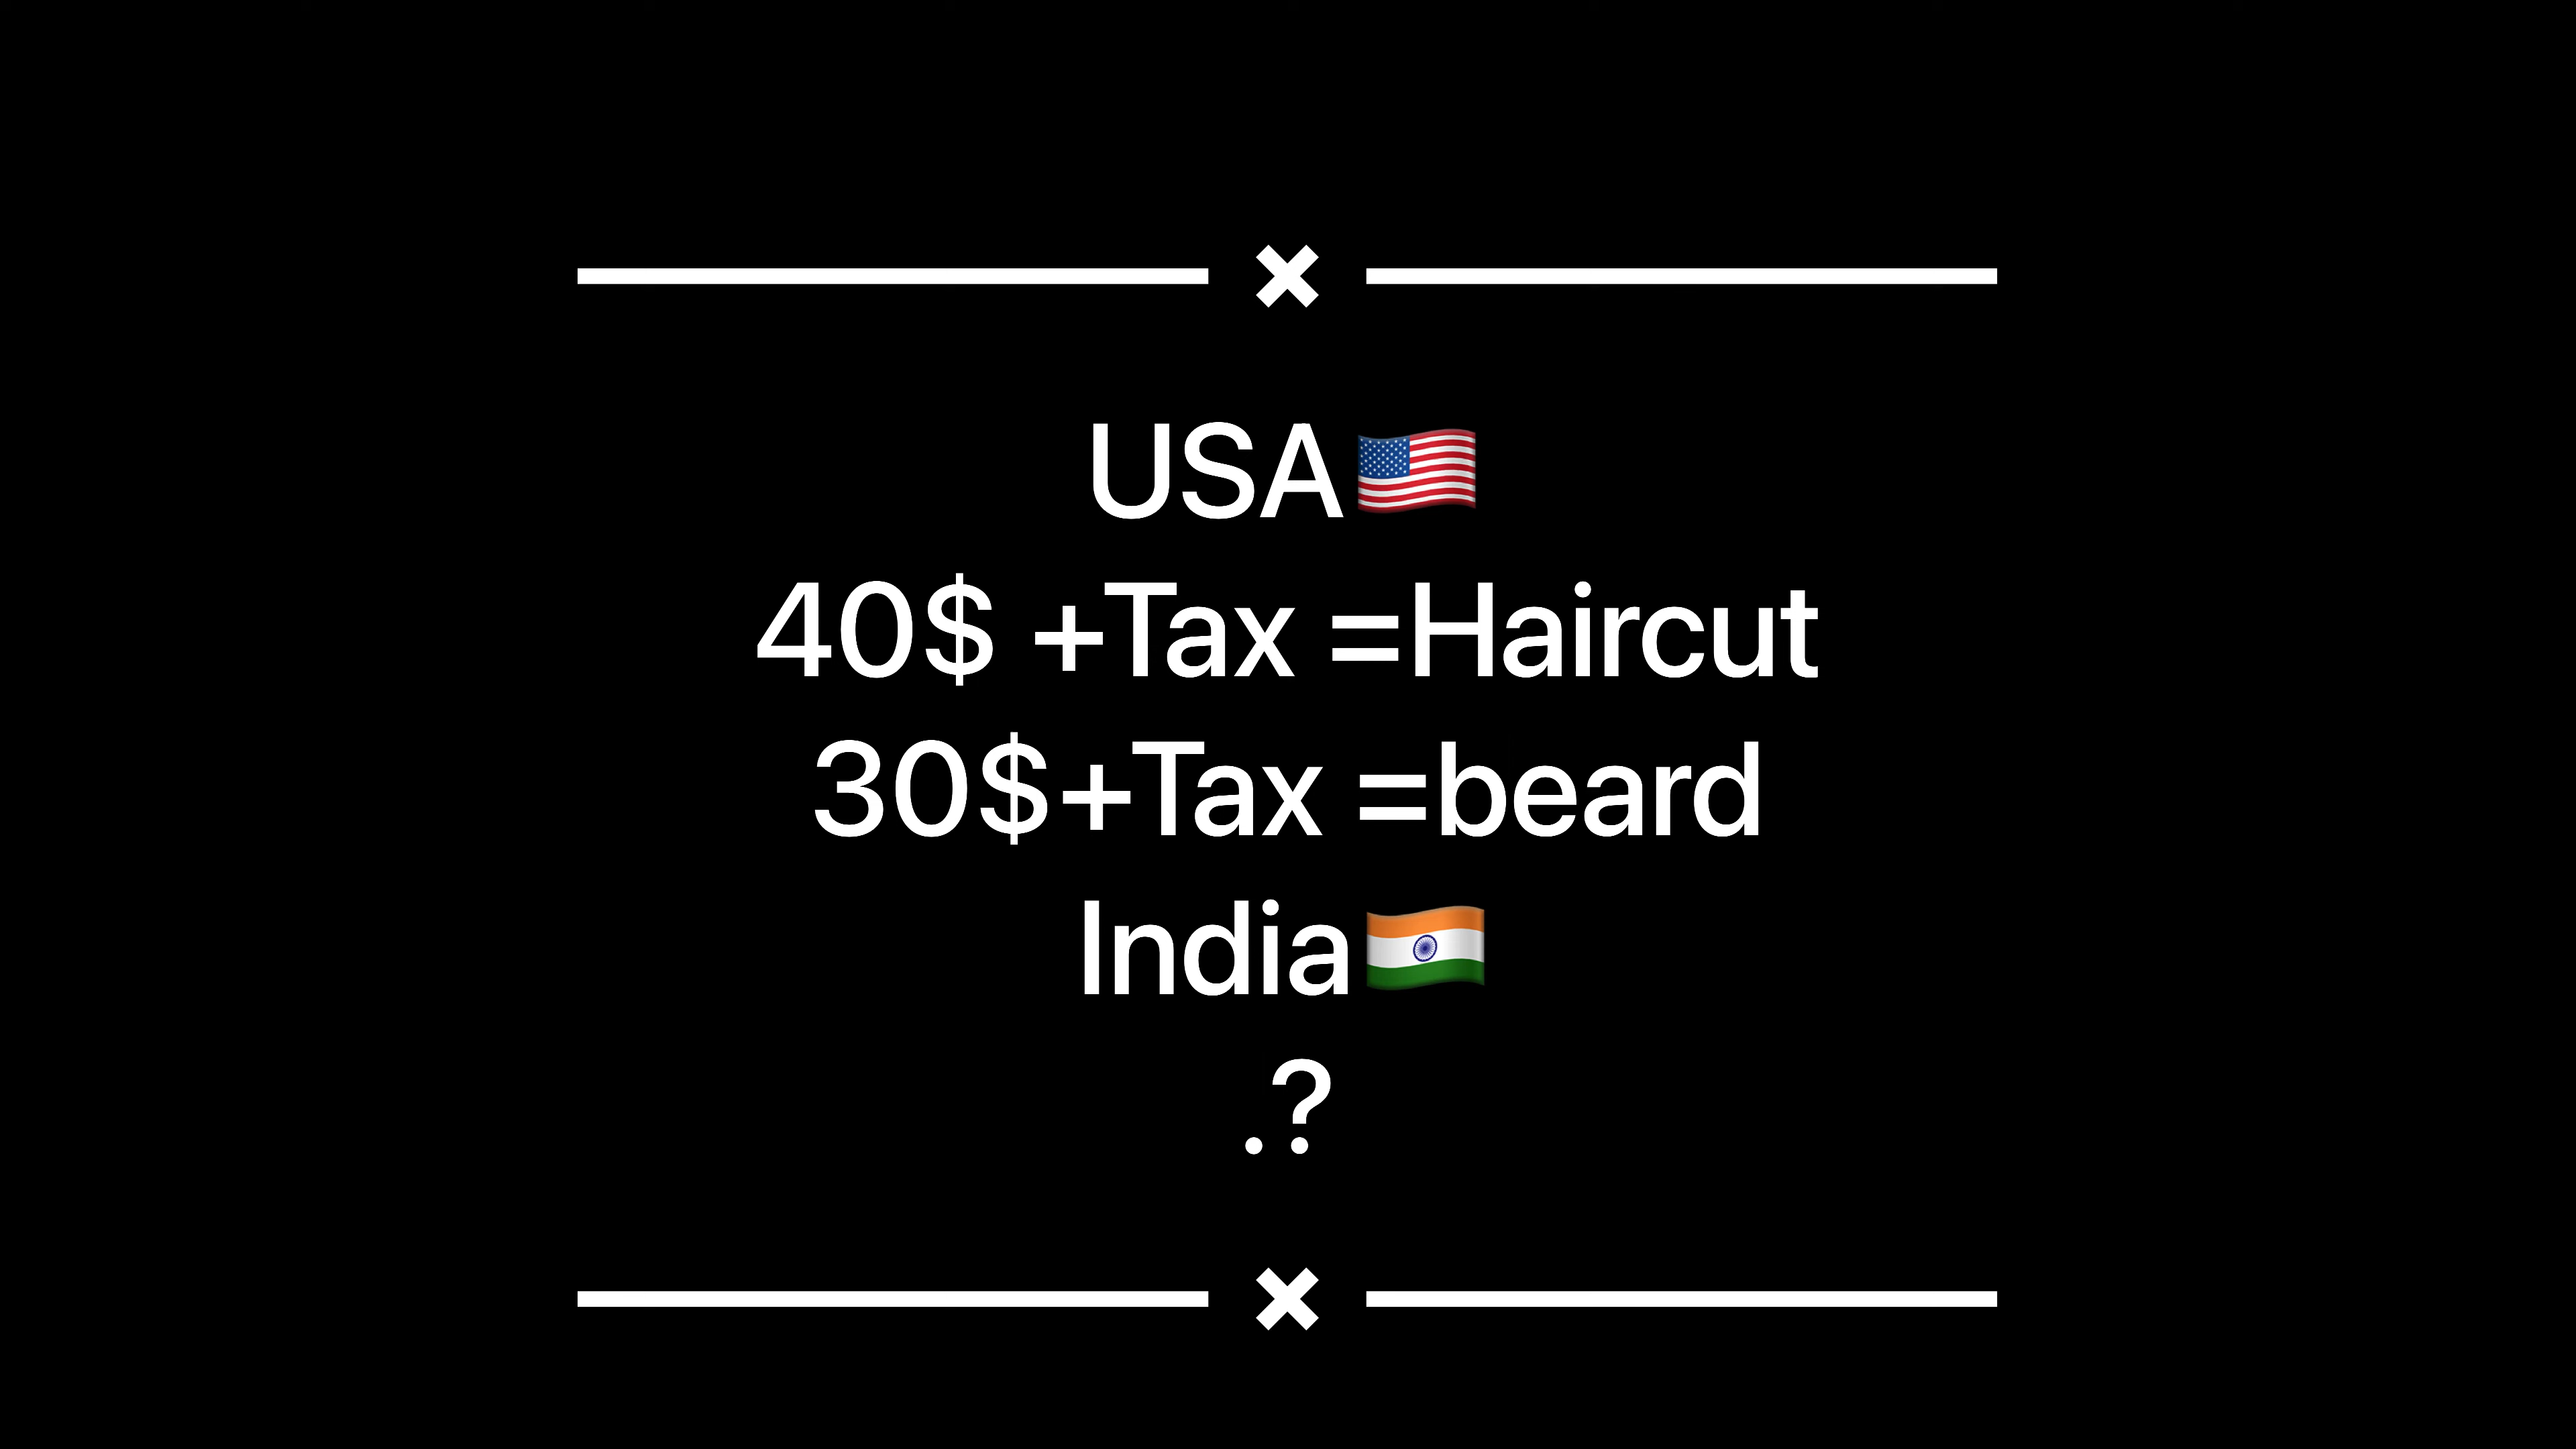 USA🇺🇸
40$ +Tax =Haircut
30$+Tax =beard
India🇮🇳
.?